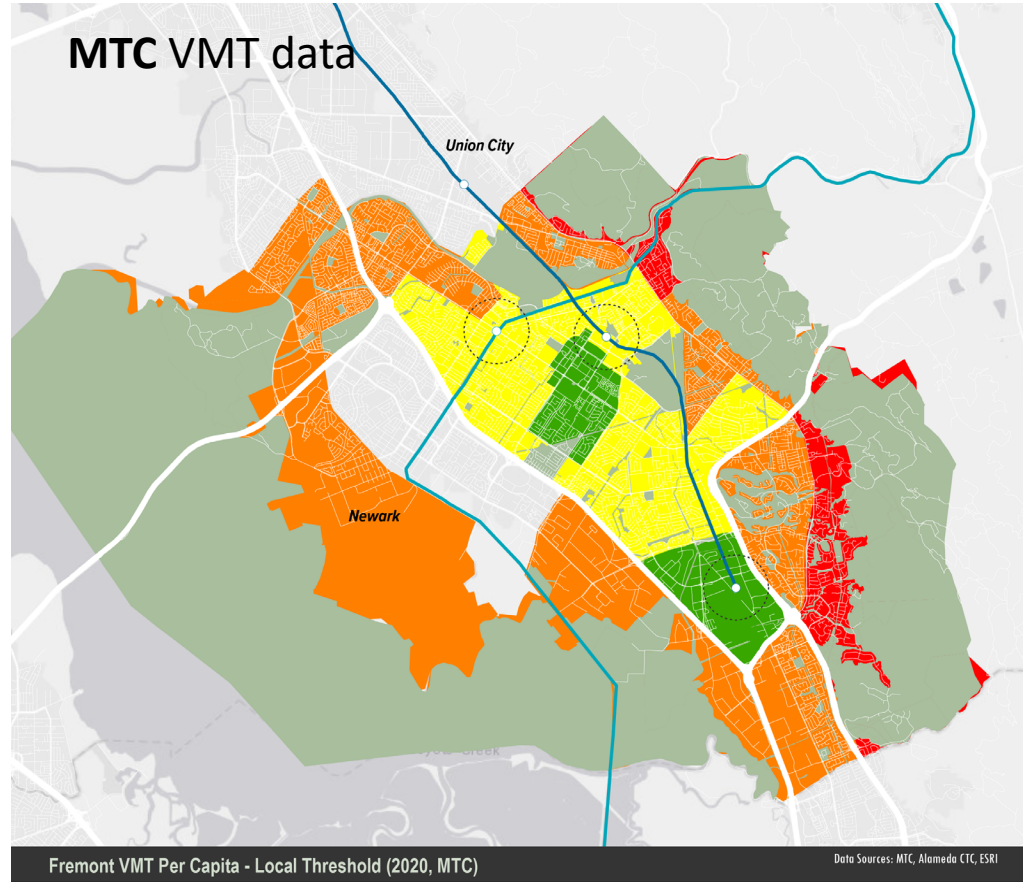 MTC VMT data
Union City
Newark
Creek
Fremont VMT Per Capita - Local Threshold (2020, MTC)
Data Sources: MTC, Alameda CTC, ESRI